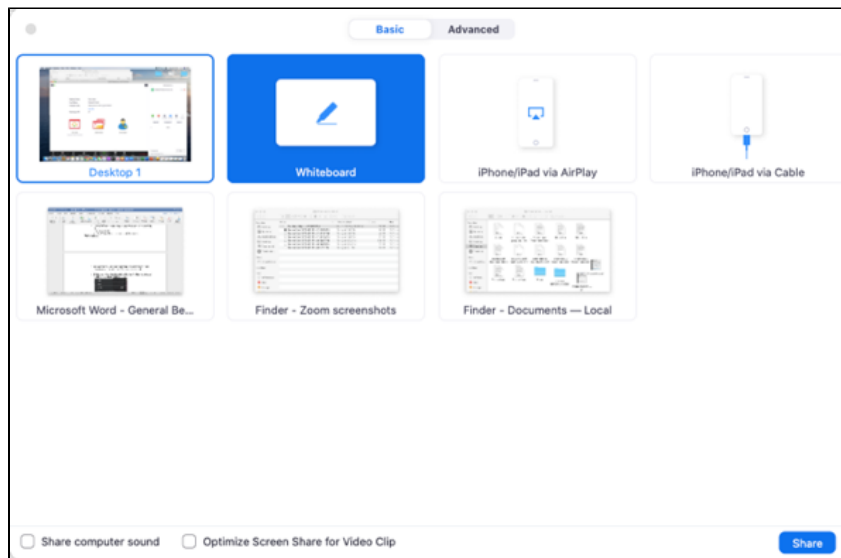 Basic Advanced
Desktop 1 Whiteboard iPhone/iPad via AirPlay iPhone/iPad via Cable
Microsoft Word - General Be... Finder - Zoom screenshots Finder - Documents — Local
Share computer sound Optimize Screen Share for Video Clip Share